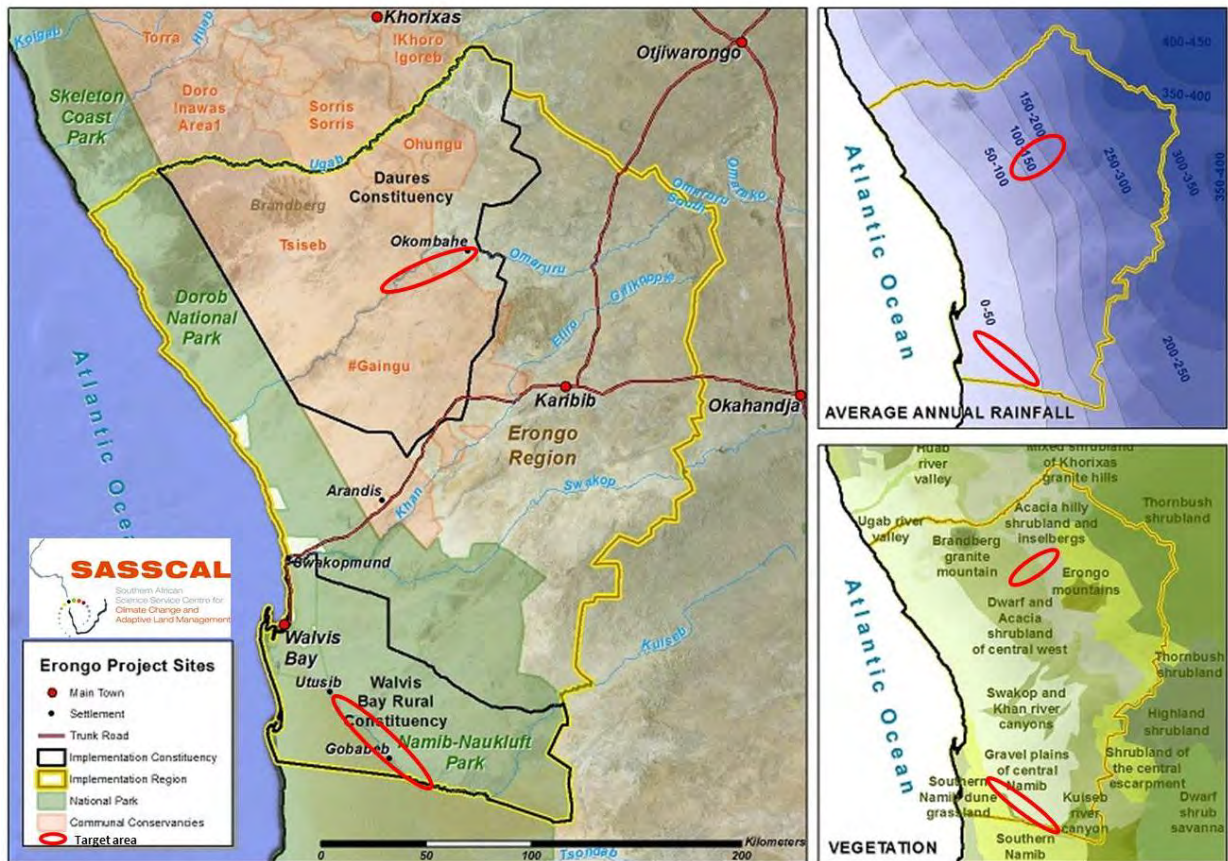 Koigab
Torra
Huab
Khorixas
!Khoro
!goreb
Otjiwarongo
Skeleton
Coast
Park
Doro
!nawas
Area1
Sorris
Sorris
Ohungu
Ugab
Daures
Constituency
Brandberg
Omaruru
South
Omarako
Tsiseb
Okombahe
Omaruru
Dorob
National
Park
Etiro
#Gaingu
Karibib
Okahandja
Erongo
Region
Atlantic Ocean
Arandis
Khan
Swakop
Swakopmund
SASSCAL
Southern African
Science Service Centre for
Climate Change and
Adaptive Land Management
Walvis
Bay
Kuiseb
Utusib
Walvis
Bay Rural
Constituency
Gobabeb
Namib-Naukluft
Park
Erongo Project Sites
Main Town
Settlement
Trunk Road
Implementation Constituency
Implementation Region
National Park
Communal Conservancies
Target area
Kilometers
0 50 100 200
Tsondab
400-450
350-400
150-200
100-150
50-100
250-300
300-350
350-400
Atlantic Ocean
0-50
200-250
AVERAGE ANNUAL RAINFALL
Huab
river
valley
Mixed shrubland
of Khorixas
granite hills
Thornbush
shrubland
Ugab river
valley
Acacia hilly
shrubland and
inselbergs
Brandberg
granite
mountain
Erongo
mountains
Atlantic Ocean
Dwarf and
Acacia
shrubland
of central west
Thornbush
shrubland
Swakop and
Khan river
canyons
Highland
shrubland
Gravel plains
of central
Namib
Shrubland of
the central
escarpment
Southern
Namib dune
grassland
Kuiseb
river
canyon
Dwarf
shrub
savanna
Southern
Namib
VEGETATION